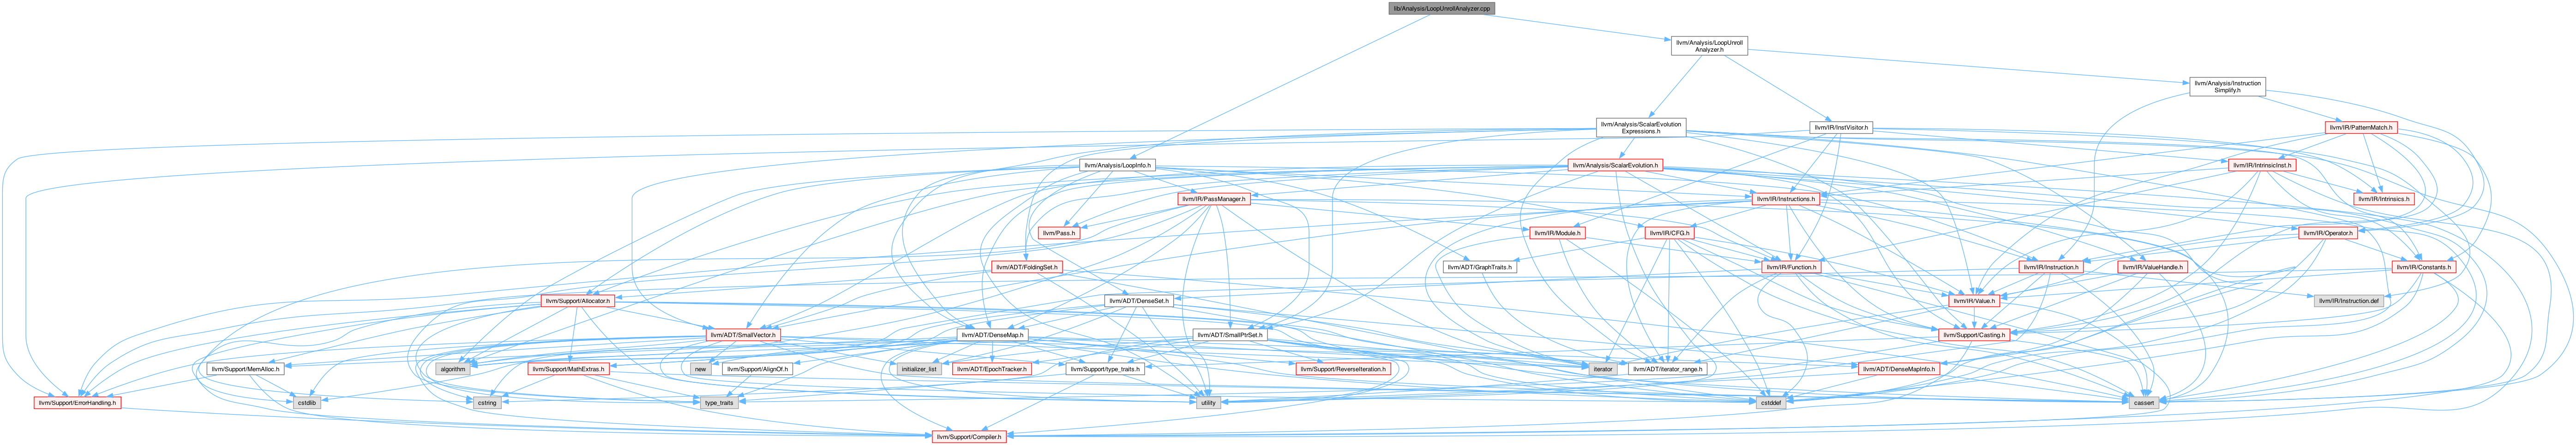 lib/Analysis/LoopUnrollAnalyzer.cpp
llvm/Analysis/LoopUnroll
Analyzer.h
llvm/Analysis/Instruction
Simplify.h
llvm/Analysis/ScalarEvolution
Expressions.h
llvm/IR/InstVisitor.h
llvm/IR/PatternMatch.h
llvm/Analysis/LoopInfo.h
llvm/Analysis/ScalarEvolution.h
llvm/IR/IntrinsicInst.h
llvm/IR/PassManager.h
llvm/IR/Instructions.h
llvm/IR/Intrinsics.h
llvm/Pass.h
llvm/IR/Module.h
llvm/IR/CFG.h
llvm/IR/Operator.h
llvm/ADT/FoldingSet.h
llvm/ADT/GraphTraits.h
llvm/IR/Function.h
llvm/IR/Instruction.h
llvm/IR/ValueHandle.h
llvm/IR/Constants.h
llvm/Support/Allocator.h
llvm/ADT/DenseSet.h
llvm/IR/Value.h
llvm/IR/Instruction.def
llvm/ADT/SmallVector.h
llvm/ADT/DenseMap.h
llvm/ADT/SmallPtrSet.h
llvm/Support/Casting.h
llvm/Support/MemAlloc.h
algorithm
llvm/Support/MathExtras.h
new
llvm/Support/AlignOf.h
initializer_list
llvm/ADT/EpochTracker.h
llvm/Support/type_traits.h
llvm/Support/ReverseIteration.h
iterator
llvm/ADT/iterator_range.h
llvm/ADT/DenseMapInfo.h
llvm/Support/ErrorHandling.h
cstdlib
cstring
type_traits
utility
cstddef
cassert
llvm/Support/Compiler.h